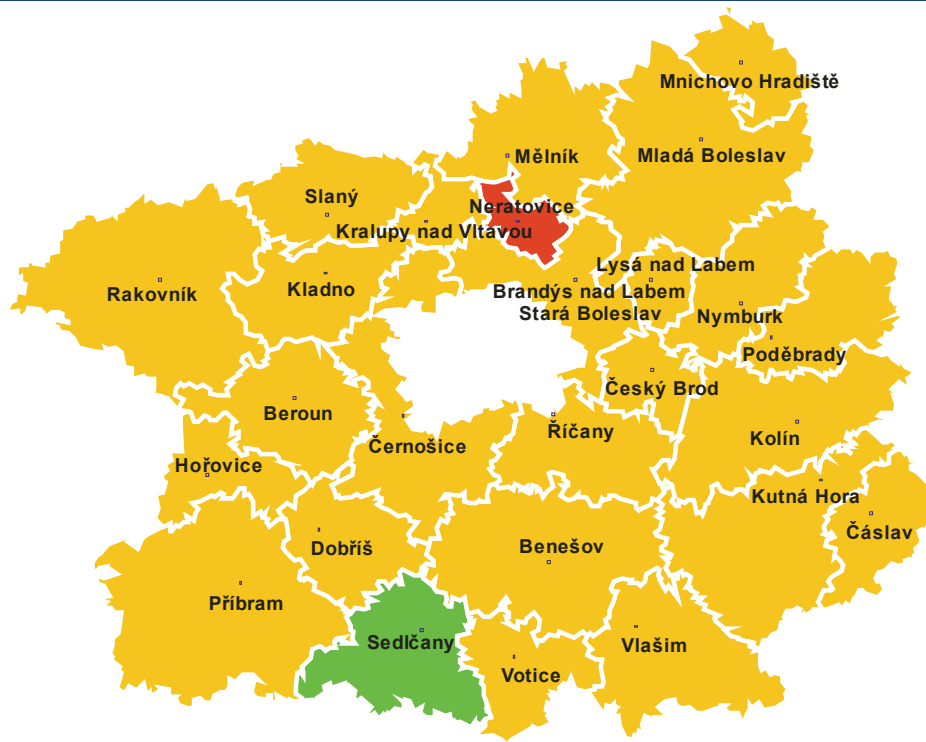 Mnichovo Hradiště
Mělník
Mladá Boleslav
Slaný
Neratovice
Kralupy nad Vltávou
Lysá nad Labem
Rakovník
Kladno
Brandýs nad Labem
Stará Boleslav
Nymburk
Poděbrady
Český Brod
Beroun
Černošice
Říčany
Kolín
Hořovice
Kutná Hora
Čáslav
Dobříš
Benešov
Příbram
Sedlčany
Vlašim
Votice